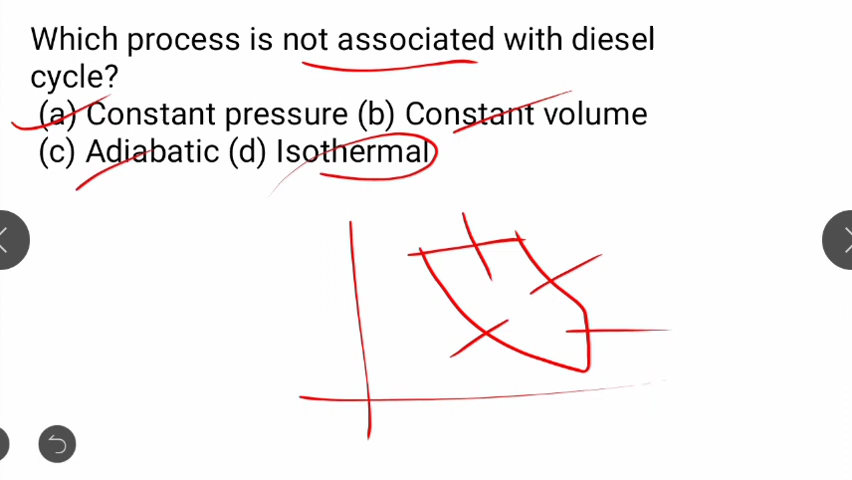 Which process is not associated with diesel
cycle?
(a) Constant pressure (b) Constant volume
(c) Adiabatic (d) Isothermal